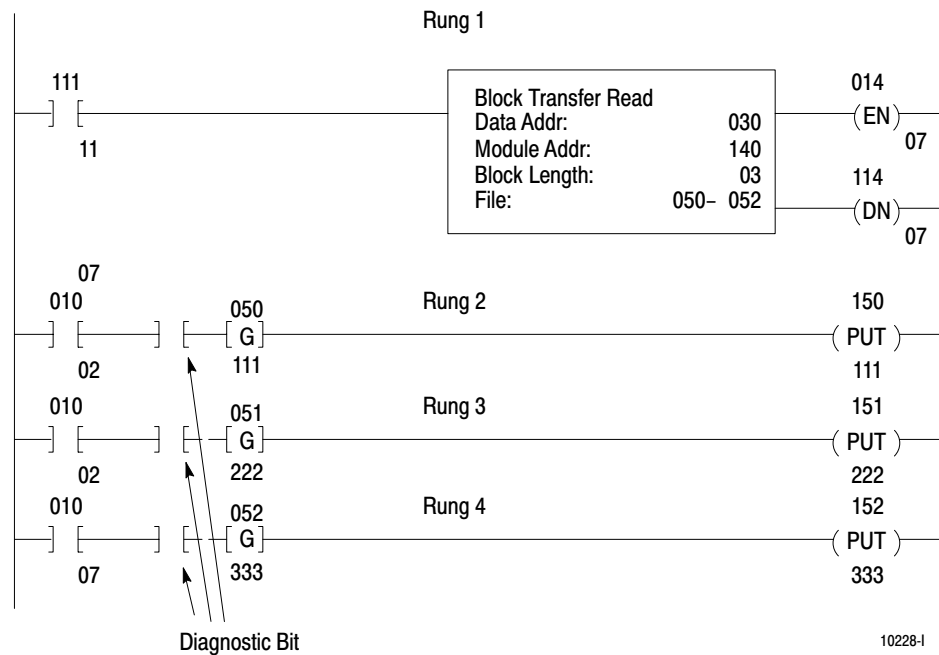 Rung 1
111
11
Block Transfer Read
Data Addr: 030
Module Addr: 140
Block Length: 03
File: 050– 052
014
EN
07
114
DN
07
07
010
02
050
G
111
Rung 2
150
PUT
111
010
02
051
G
222
Rung 3
151
PUT
222
010
07
052
G
333
Rung 4
152
PUT
333
Diagnostic Bit
10228-I